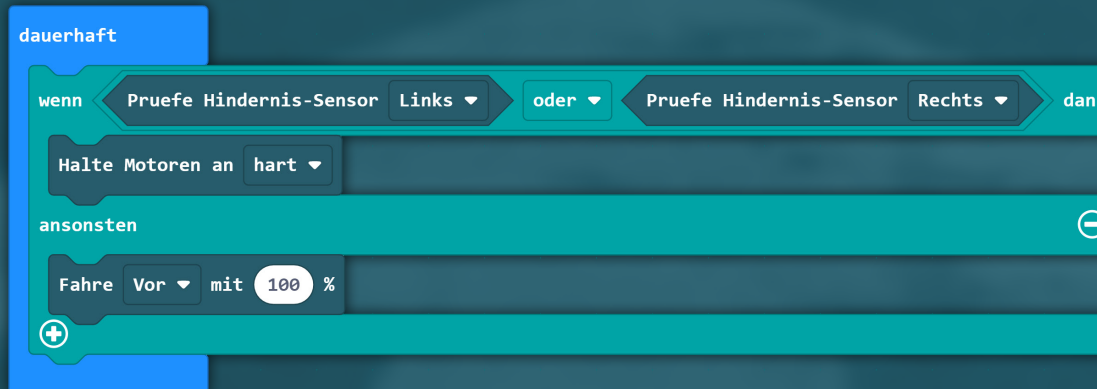 dauerhaft
wenn Pruefe Hindernis-Sensor Links oder Pruefe Hindernis-Sensor Rechts dan
Halte Motoren an hart
ansonsten
Fahre Vor mit 100 %